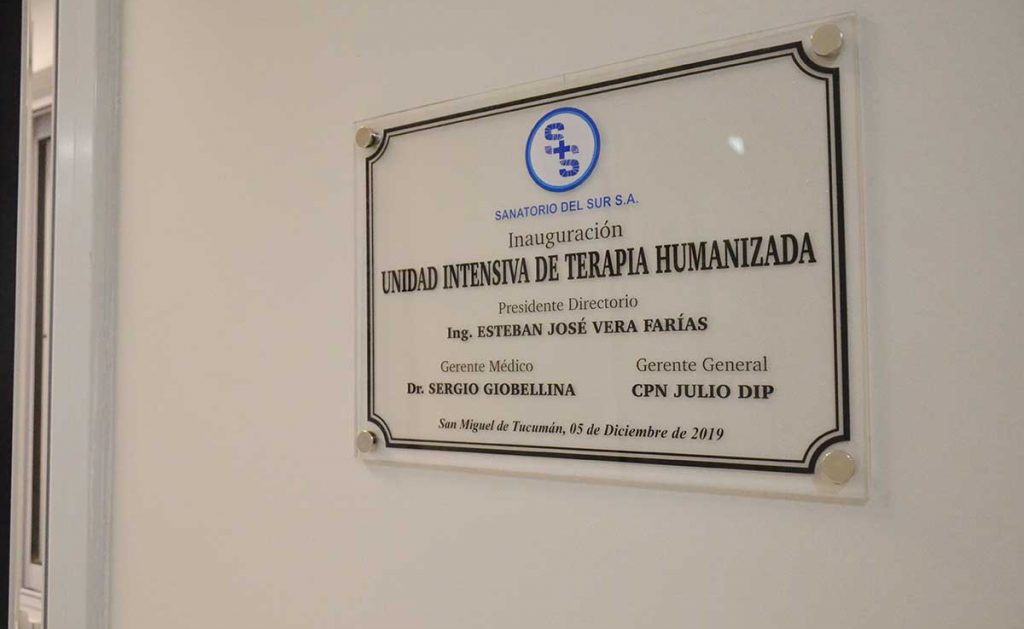 S+S
SANATORIO DEL SUR S.A.
Inauguración
UNIDAD INTENSIVA DE TERAPIA HUMANIZADA
Presidente Directorio
Ing. ESTEBAN JOSÉ VERA FARÍAS
Gerente Médico
Dr. SERGIO GIOBELLINA
Gerente General
CPN JULIO DIP
San Miguel de Tucumán, 05 de Diciembre de 2019